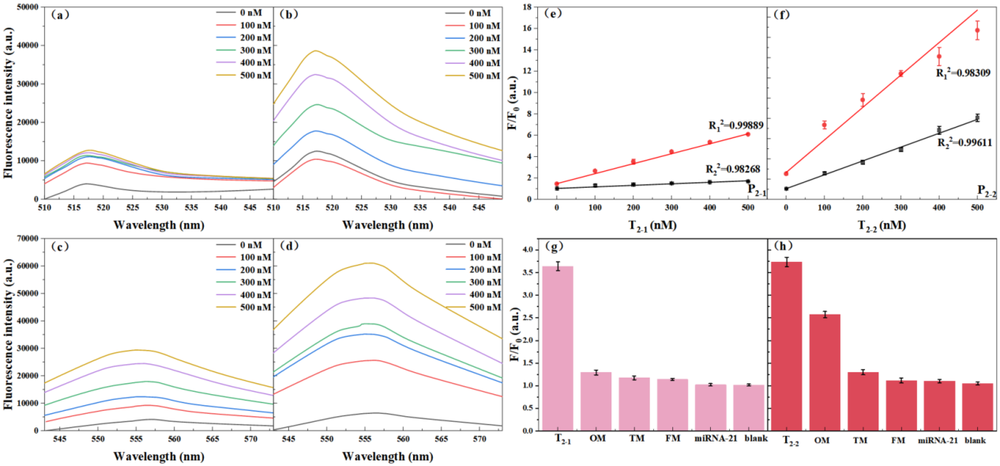 Fluorescence intensity (a.u.)
50000
40000
30000
20000
10000
0
(a)
0 nM
100 nM
200 nM
300 nM
400 nM
500 nM
510 515 520 525 530 535 540 545
Wavelength (nm)
(b)
0 nM
100 nM
200 nM
300 nM
400 nM
500 nM
510 515 520 525 530 535 540 545
Wavelength (nm)
F/F0 (a.u.)
18
16
14
12
10
8
6
4
2
0
(e)
R1²=0.99889
R2²=0.98268
P2-1
0 100 200 300 400 500
T2-1 (nM)
(f)
R1²=0.98309
R2²=0.99611
P2-2
0 100 200 300 400 500
T2-2 (nM)
Fluorescence intensity (a.u.)
70000
60000
50000
40000
30000
20000
10000
0
(c)
0 nM
100 nM
200 nM
300 nM
400 nM
500 nM
545 550 555 560 565 570
Wavelength (nm)
(d)
0 nM
100 nM
200 nM
300 nM
400 nM
500 nM
545 550 555 560 565 570
Wavelength (nm)
F/F0 (a.u.)
4.0
3.5
3.0
2.5
2.0
1.5
1.0
0.5
0.0
(g)
T2-1 OM TM FM miRNA-21 blank
(h)
T2-2 OM TM FM miRNA-21 blank